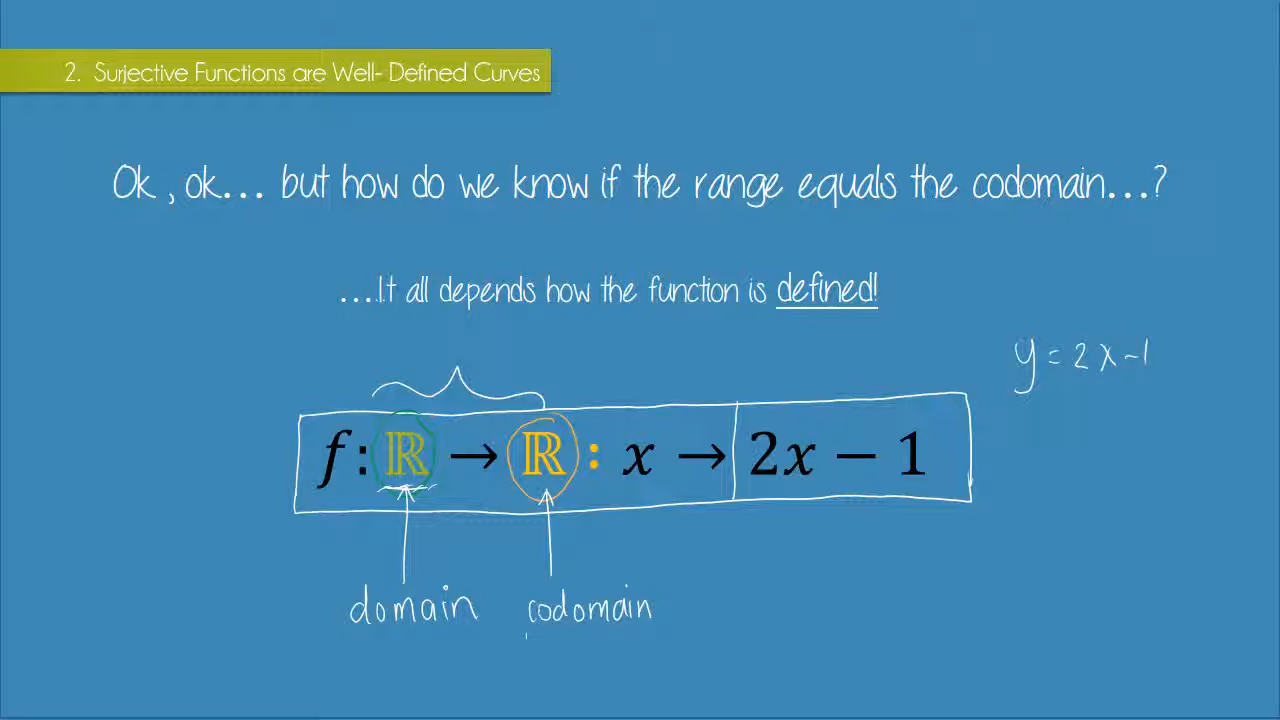 2. Surjective Functions are Well- Defined Curves
Ok , ok... but how do we know if the range equals the codomain...?
....It all depends how the function is defined!
y = 2x - 1
f: ℝ → ℝ : x → 2x − 1
domain codomain